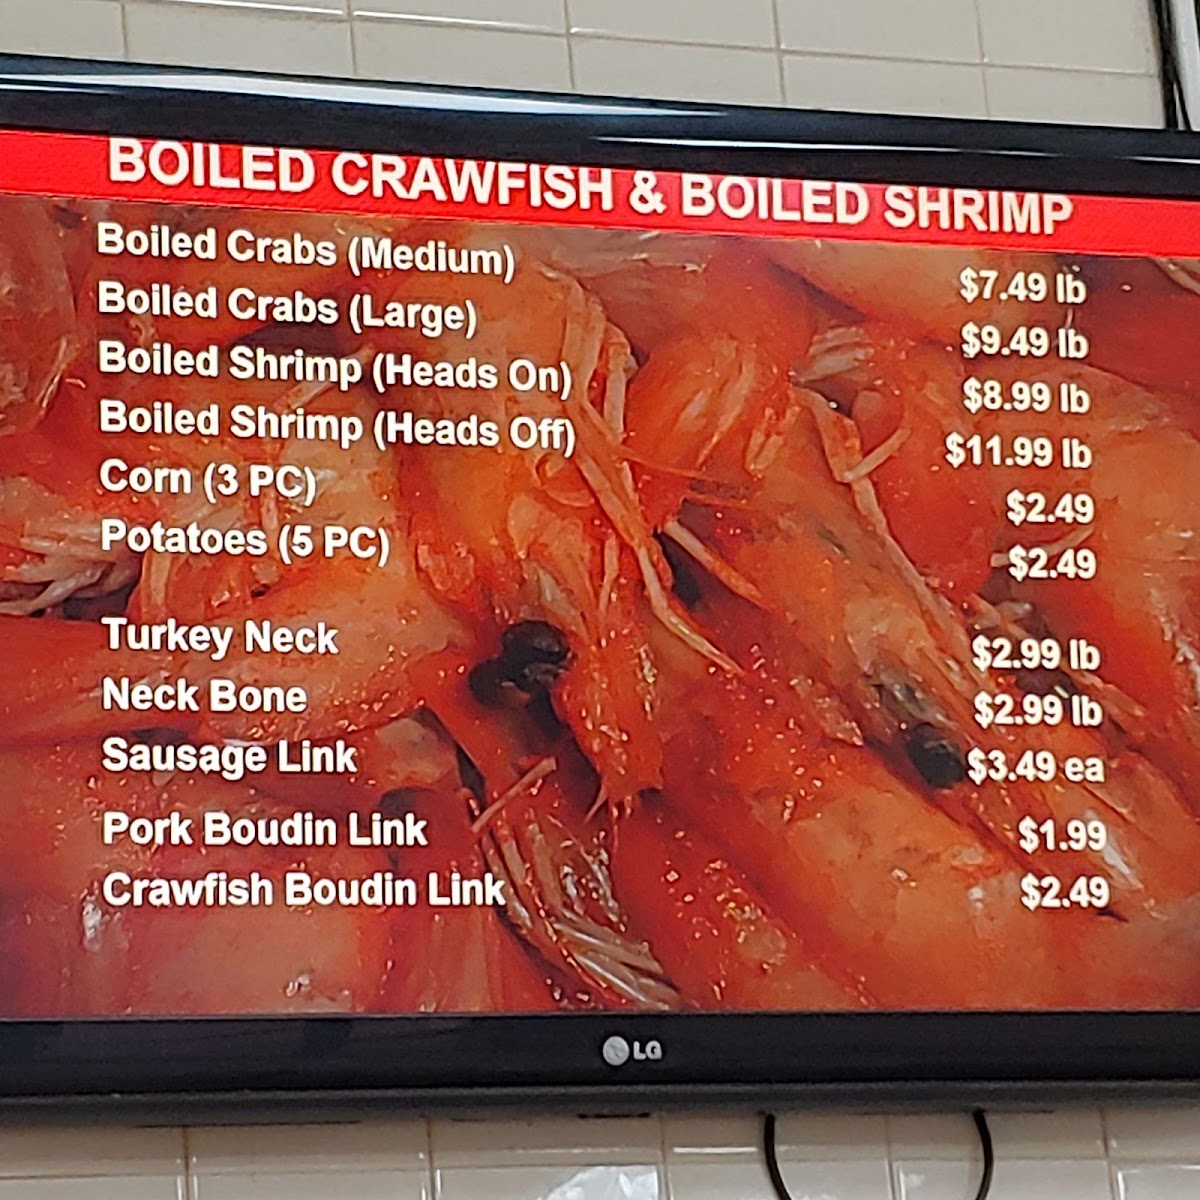 BOILED CRAWFISH & BOILED SHRIMP
Boiled Crabs (Medium) $7.49 lb
Boiled Crabs (Large) $9.49 lb
Boiled Shrimp (Heads On) $8.99 lb
Boiled Shrimp (Heads Off) $11.99 lb
Corn (3 PC) $2.49
Potatoes (5 PC) $2.49
Turkey Neck $2.99 lb
Neck Bone $2.99 lb
Sausage Link $3.49 ea
Pork Boudin Link $1.99
Crawfish Boudin Link $2.49
LG